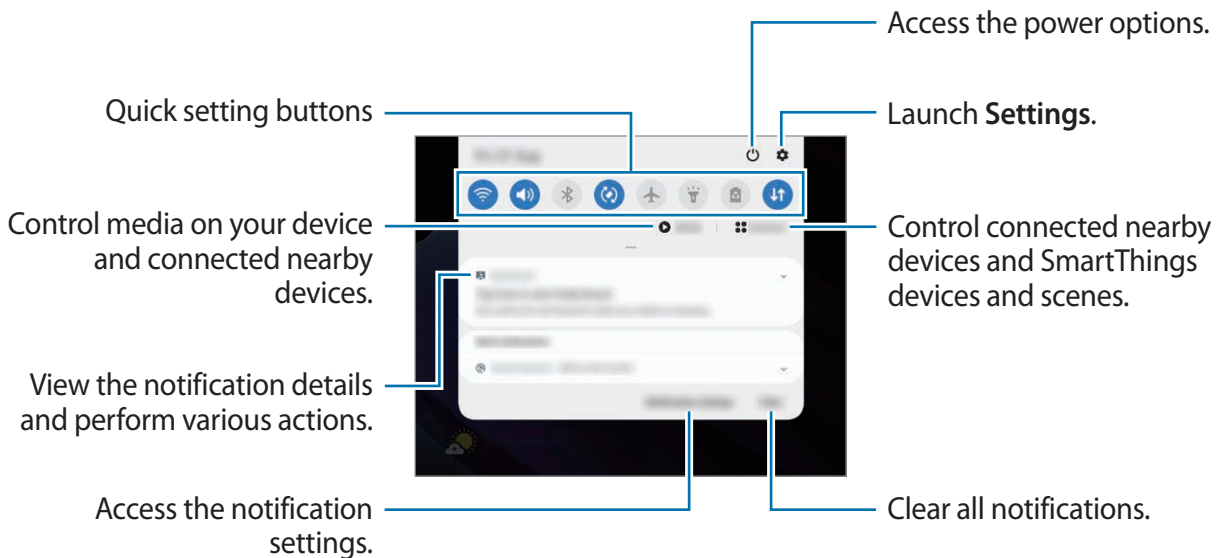 Access the power options.
Quick setting buttons
Launch Settings.
Control media on your device
and connected nearby
devices.
Control connected nearby
devices and SmartThings
devices and scenes.
View the notification details
and perform various actions.
Access the notification
settings.
Clear all notifications.